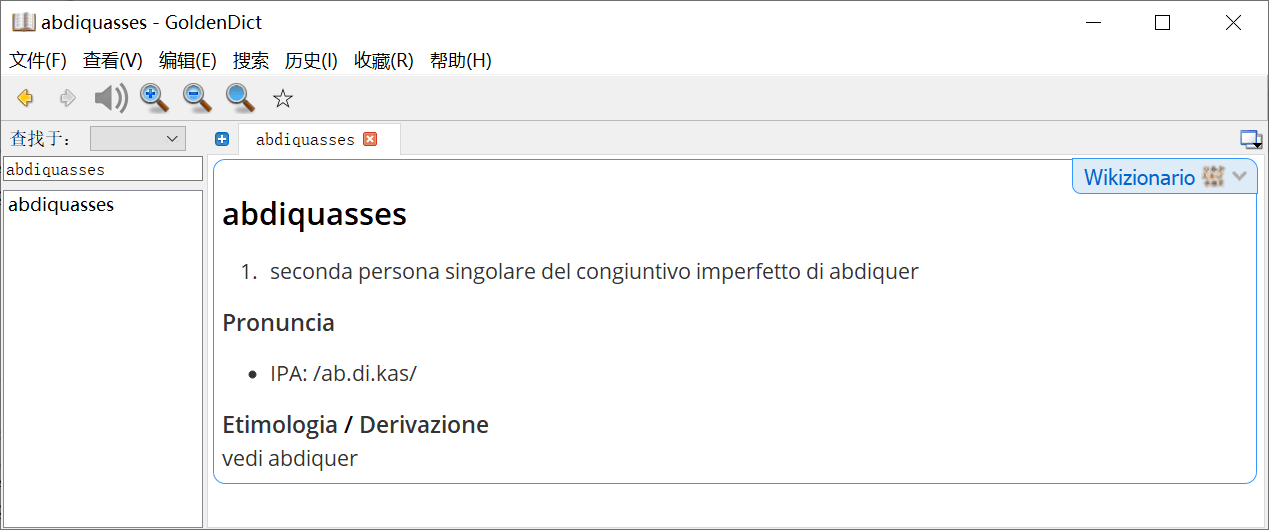 abdiquasses - GoldenDict
文件(F) 查看(V) 编辑(E) 搜索 历史(I) 收藏(R) 帮助(H)
查找于:
abdiquasses
abdiquasses
abdiquasses
Wikizionario
abdiquasses
1. seconda persona singolare del congiuntivo imperfetto di abdiquer
Pronuncia
• IPA: /ab.di.kas/
Etimologia / Derivazione
vedi abdiquer